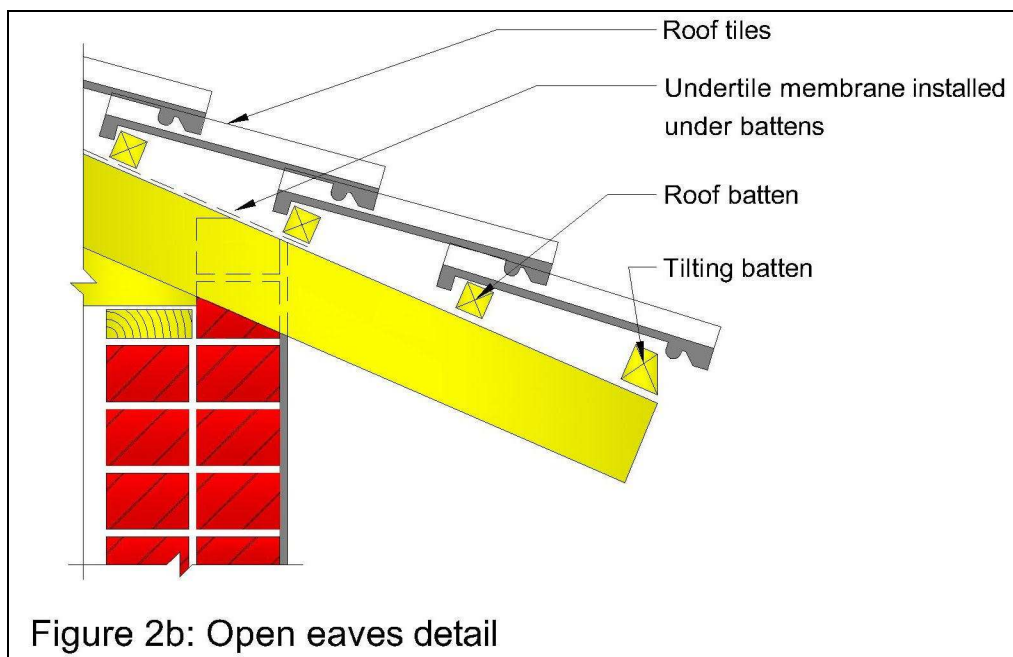 Roof tiles
Undertile membrane installed
under battens
Roof batten
Tilting batten
Figure 2b: Open eaves detail